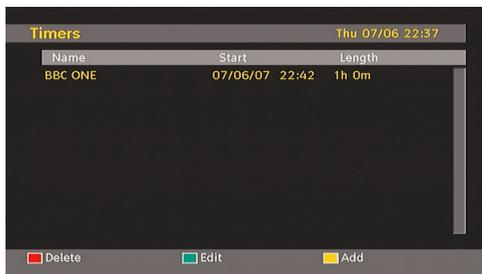 Timers Thu 07/06 22:37
Name Start Length
BBC ONE 07/06/07 22:42 1h 0m
Delete Edit Add